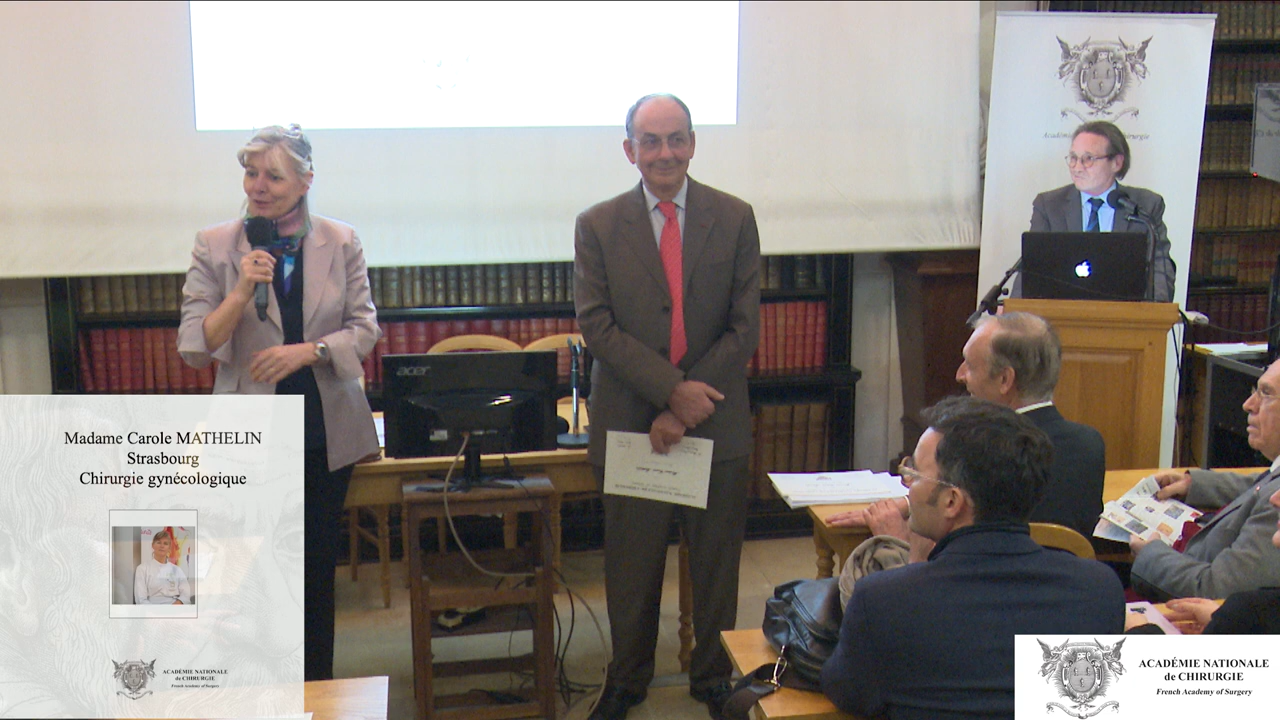 acer
Madame Carole MATHELIN
Strasbourg
Chirurgie gynécologique
ACADÉMIE NATIONALE
de CHIRURGIE
French Academy of Surgery
ACADÉMIE NATIONALE
de CHIRURGIE
French Academy of Surgery